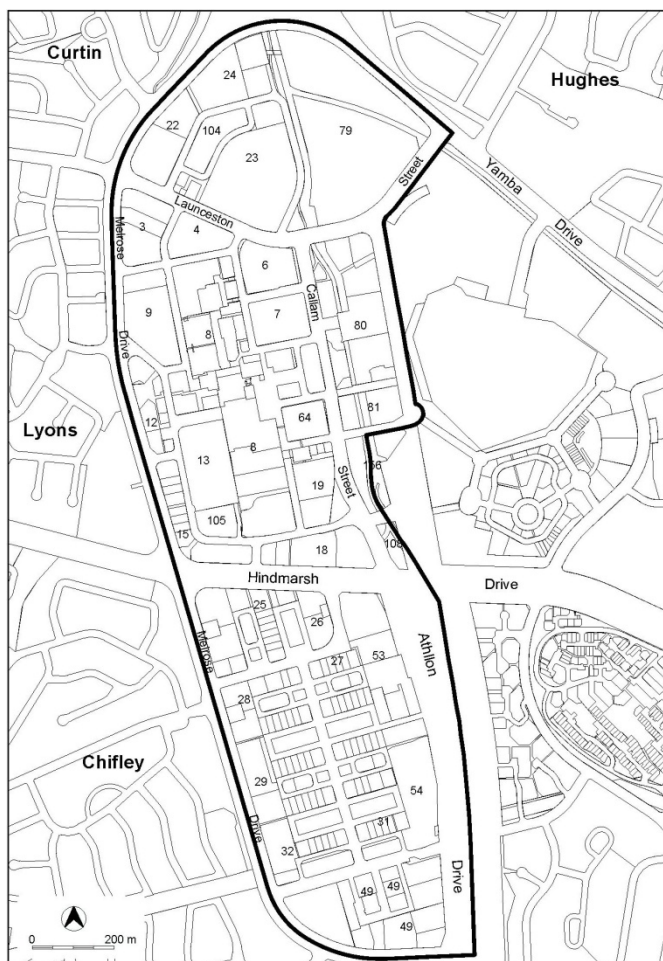 Curtin
Hughes
24
22
104
79
23
Street
Yamba
Launceston
3
4
Melrose
Drive
6
Callam
9
7
8
80
Drive
12
64
81
Lyons
13
8
156
19
Street
105
15
18
108
Hindmarsh
Drive
25
26
Athllon
Melrose
27
53
28
Chifley
29
54
31
Drive
32
Drive
49
49
49
0
200 m